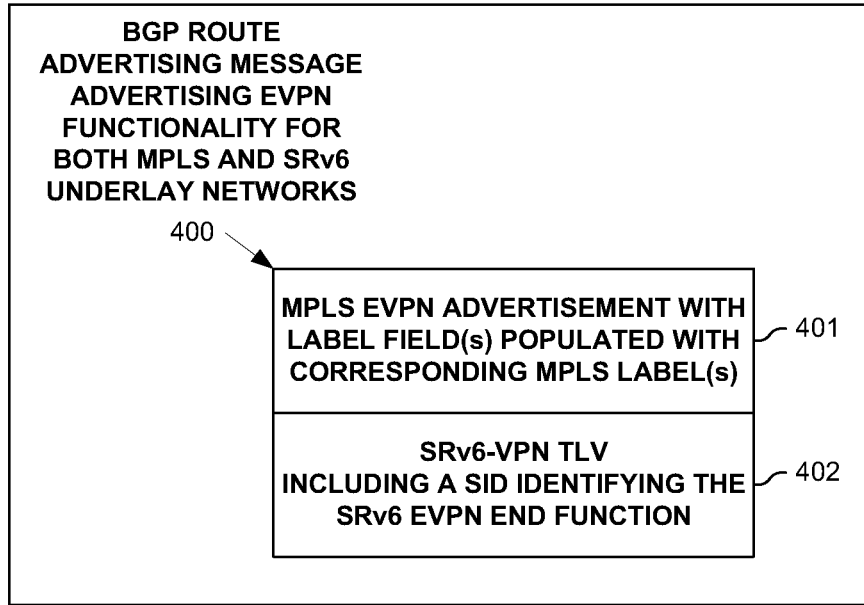 BGP ROUTE
ADVERTISING MESSAGE
ADVERTISING EVPN
FUNCTIONALITY FOR
BOTH MPLS AND SRv6
UNDERLAY NETWORKS
400
MPLS EVPN ADVERTISEMENT WITH
LABEL FIELD(s) POPULATED WITH
CORRESPONDING MPLS LABEL(s)
401
SRv6-VPN TLV
INCLUDING A SID IDENTIFYING THE
SRv6 EVPN END FUNCTION
402